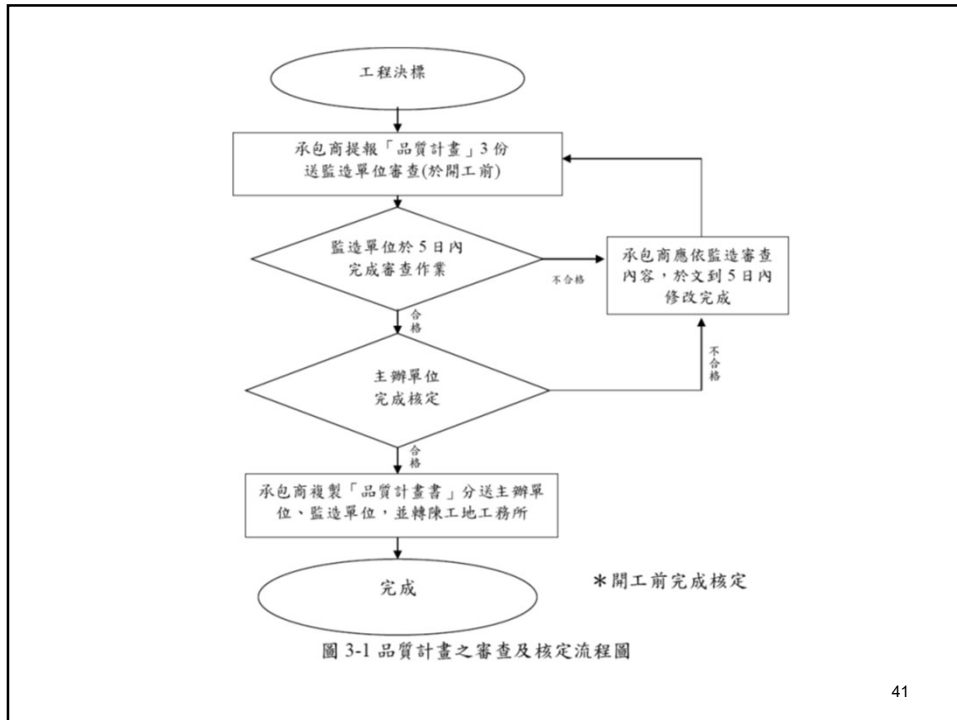 工程決標
承包商提報「品質計畫」3份
送監造單位審查(於開工前)
監造單位於5日內
完成審查作業
不合格
承包商應依監造審查
內容，於文到5日內
修改完成
合格
主辦單位
完成核定
不合格
合格
承包商複製「品質計畫書」分送主辦單
位、監造單位，並轉陳工地工務所
完成
＊開工前完成核定
圖 3-1 品質計畫之審查及核定流程圖
41